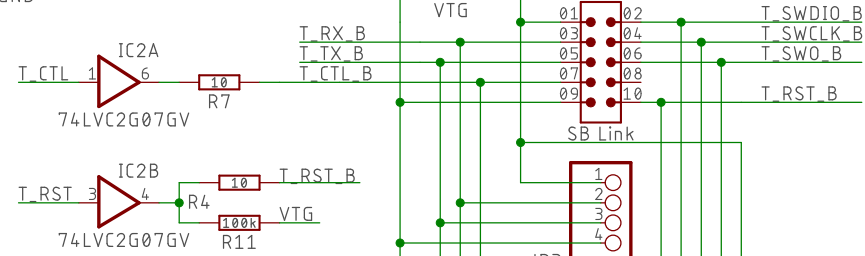 GND
VTG
IC2A
T_CTL 1 6 10
R7
74LVC2G07GV
T_RX_B
T_TX_B
T_CTL_B
01 02 T_SWDIO_B
03 04 T_SWCLK_B
05 06 T_SWO_B
07 08
09 10 T_RST_B
SB Link
IC2B
T_RST 3 4
R4 10 T_RST_B
100k VTG
R11
74LVC2G07GV
1
2
3
4